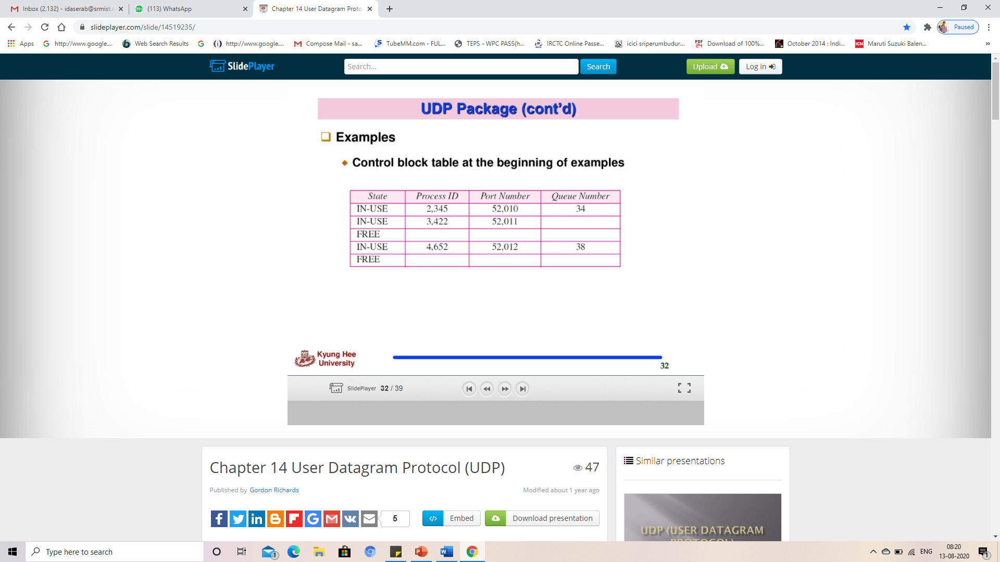 Inbox (2,132) - idaserab@srmist.e
(113) WhatsApp
Chapter 14 User Datagram Proto
slideplayer.com/slide/14519235/
Paused
Apps
http://www.google....
Web Search Results
http://www.google....
Compose Mail - sa...
TubeMM.com - FUL...
TEPS - WPC PASS(h...
IRCTC Online Passe...
icici sriperumbudur...
Download of 100%...
October 2014 : Indi...
Maruti Suzuki Balen...
»
SlidePlayer
Search...
Search
Upload
Log in
UDP Package (cont'd)
Examples
Control block table at the beginning of examples
State Process ID Port Number Queue Number
IN-USE 2,345 52,010 34
IN-USE 3,422 52,011
FREE
IN-USE 4,652 52,012 38
FREE
Kyung Hee
University
32
SlidePlayer 32 / 39
Chapter 14 User Datagram Protocol (UDP)
47
Published by Gordon Richards
Modified about 1 year ago
5
Embed
Download presentation
Similar presentations
UDP (USER DATAGRAM
PROTOCOL)
Type here to search
ENG
08:20
13-08-2020